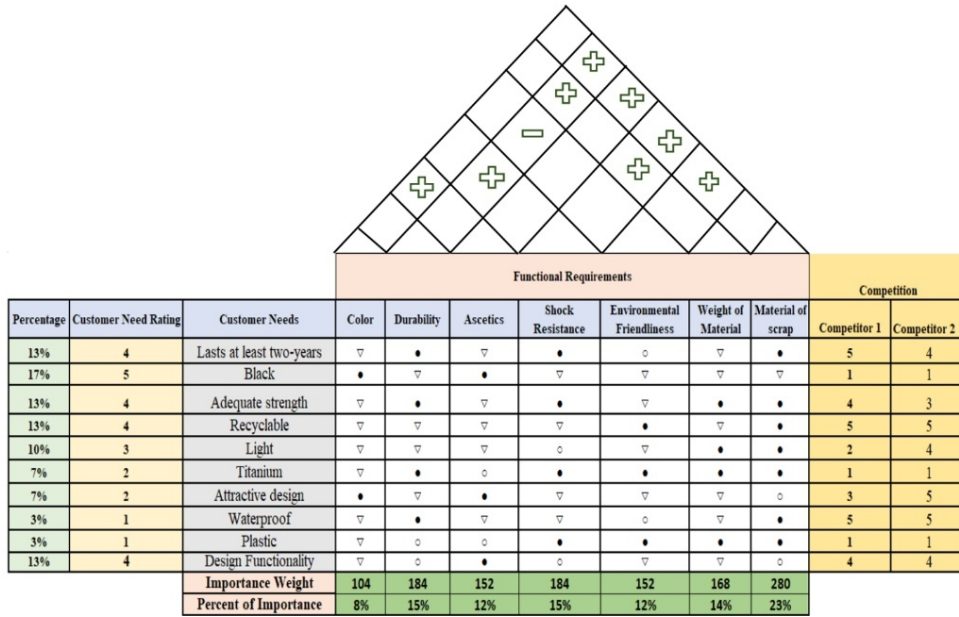 Functional Requirements
Competition
Percentage Customer Need Rating Customer Needs Color Durability Ascetics Shock Resistance Environmental Friendliness Weight of Material Material of scrap Competitor 1 Competitor 2
13% 4 Lasts at least two-years ▽ ● ▽ ● ○ ▽ ● 5 4
17% 5 Black ● ▽ ● ▽ ▽ ▽ ▽ 1 1
13% 4 Adequate strength ▽ ● ▽ ● ▽ ● ● 4 3
13% 4 Recyclable ▽ ▽ ▽ ▽ ● ▽ ● 5 5
10% 3 Light ▽ ▽ ▽ ○ ▽ ● ● 2 4
7% 2 Titanium ▽ ● ○ ● ● ● ● 1 1
7% 2 Attractive design ● ▽ ● ▽ ▽ ▽ ○ 3 5
3% 1 Waterproof ▽ ● ▽ ▽ ○ ▽ ● 5 5
3% 1 Plastic ▽ ○ ○ ● ● ● ● 1 1
13% 4 Design Functionality ▽ ○ ● ○ ▽ ▽ ○ 4 4
Importance Weight 104 184 152 184 152 168 280
Percent of Importance 8% 15% 12% 15% 12% 14% 23%